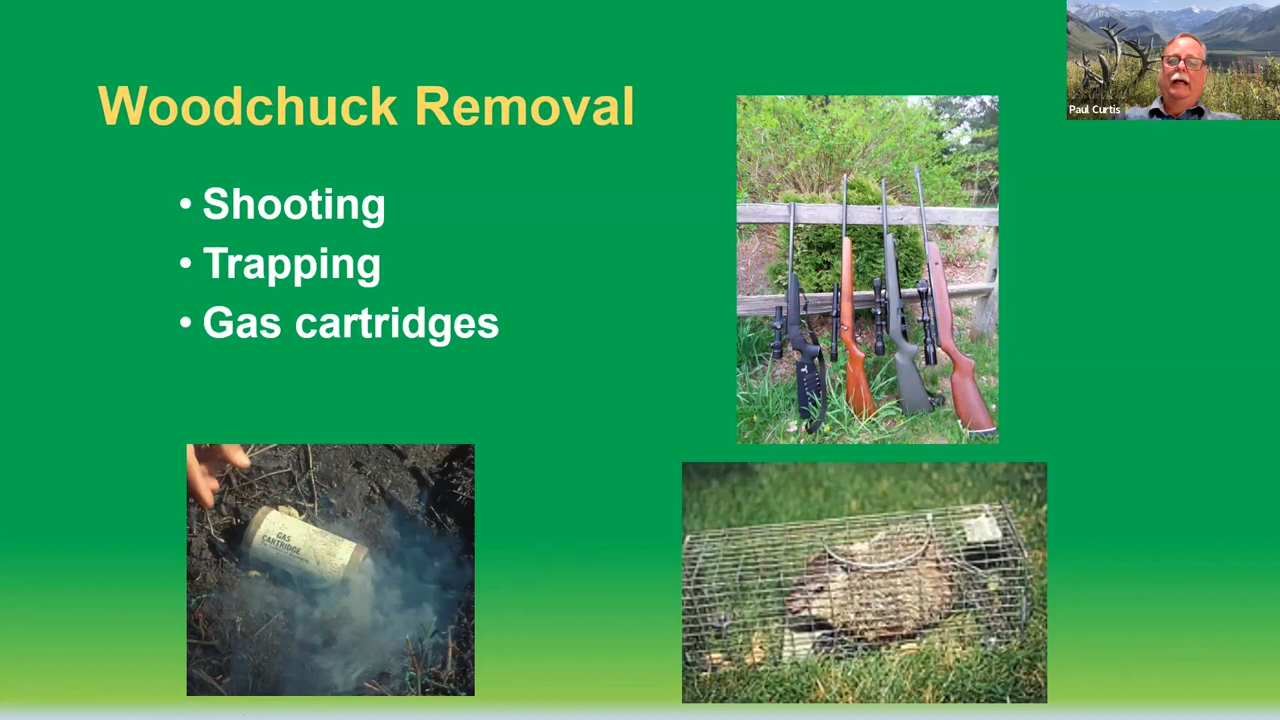 Woodchuck Removal
• Shooting
• Trapping
• Gas cartridges
Paul Curtis
GAS
CARTRIDGE